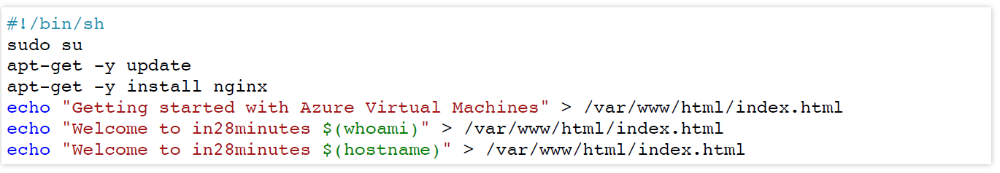 #!/bin/sh
sudo su
apt-get -y update
apt-get -y install nginx
echo "Getting started with Azure Virtual Machines" > /var/www/html/index.html
echo "Welcome to in28minutes $(whoami)" > /var/www/html/index.html
echo "Welcome to in28minutes $(hostname)" > /var/www/html/index.html